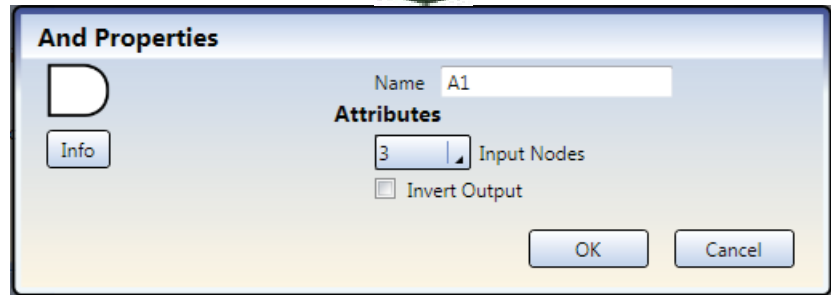 And Properties
Name A1
Attributes
Info
3 Input Nodes
Invert Output
OK Cancel